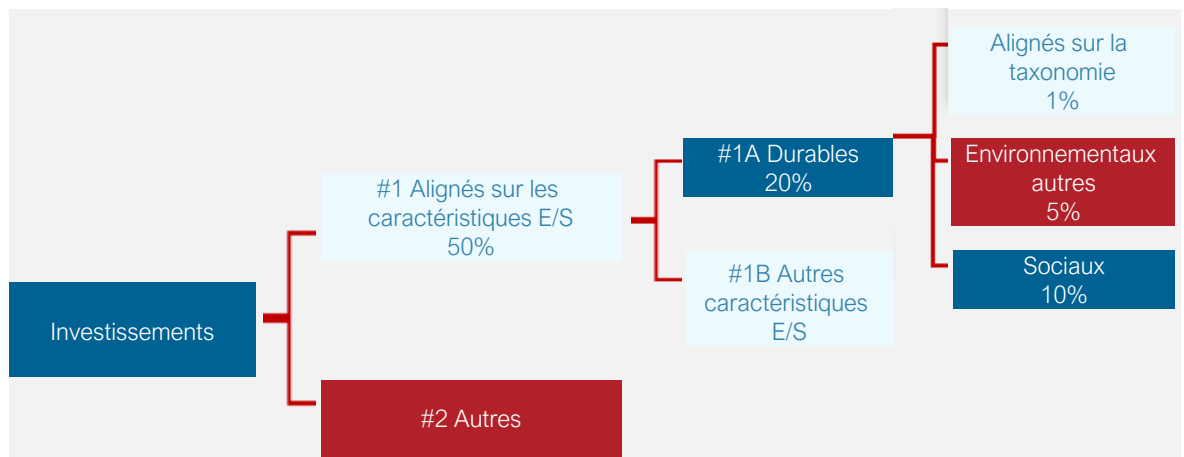 Investissements
#1 Alignés sur les
caractéristiques E/S
50%
#2 Autres
#1A Durables
20%
#1B Autres
caractéristiques
E/S
Alignés sur la
taxonomie
1%
Environnementaux
autres
5%
Sociaux
10%